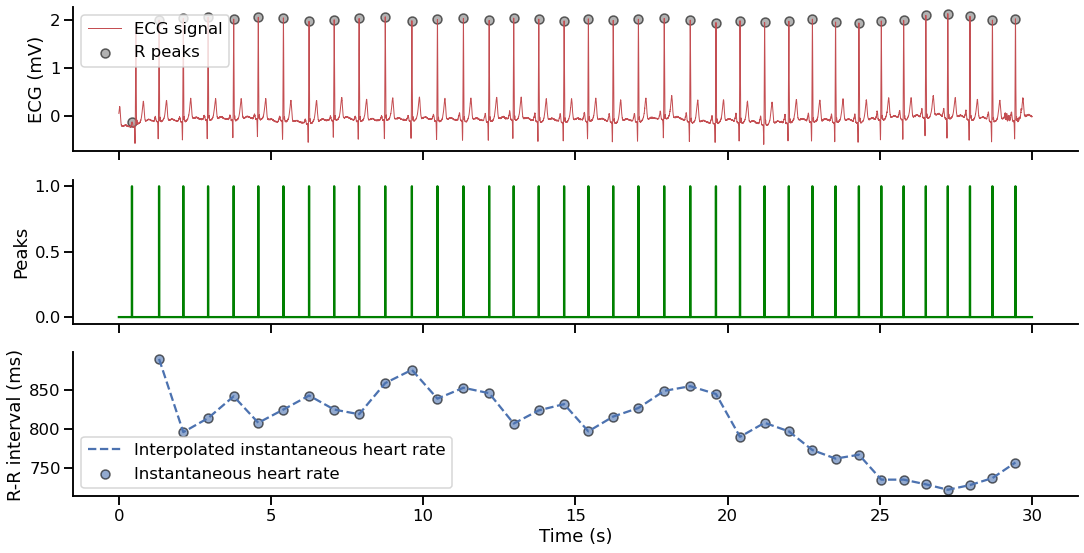 ECG (mV)
2
1
0
ECG signal
R peaks
Peaks
1.0
0.5
0.0
R-R interval (ms)
850
800
750
Interpolated instantaneous heart rate
Instantaneous heart rate
0 5 10 15 20 25 30
Time (s)